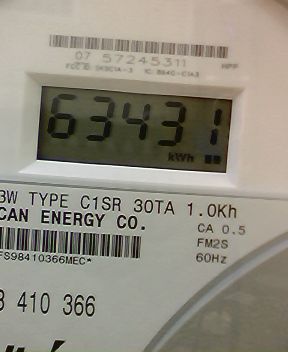 07 57245311
HPP
63431
kWh
3W TYPE C1SR 30TA 1.0Kh
CAN ENERGY CO.
CA 0.5
FM2S
60Hz
FS98410366MEC*
410 366